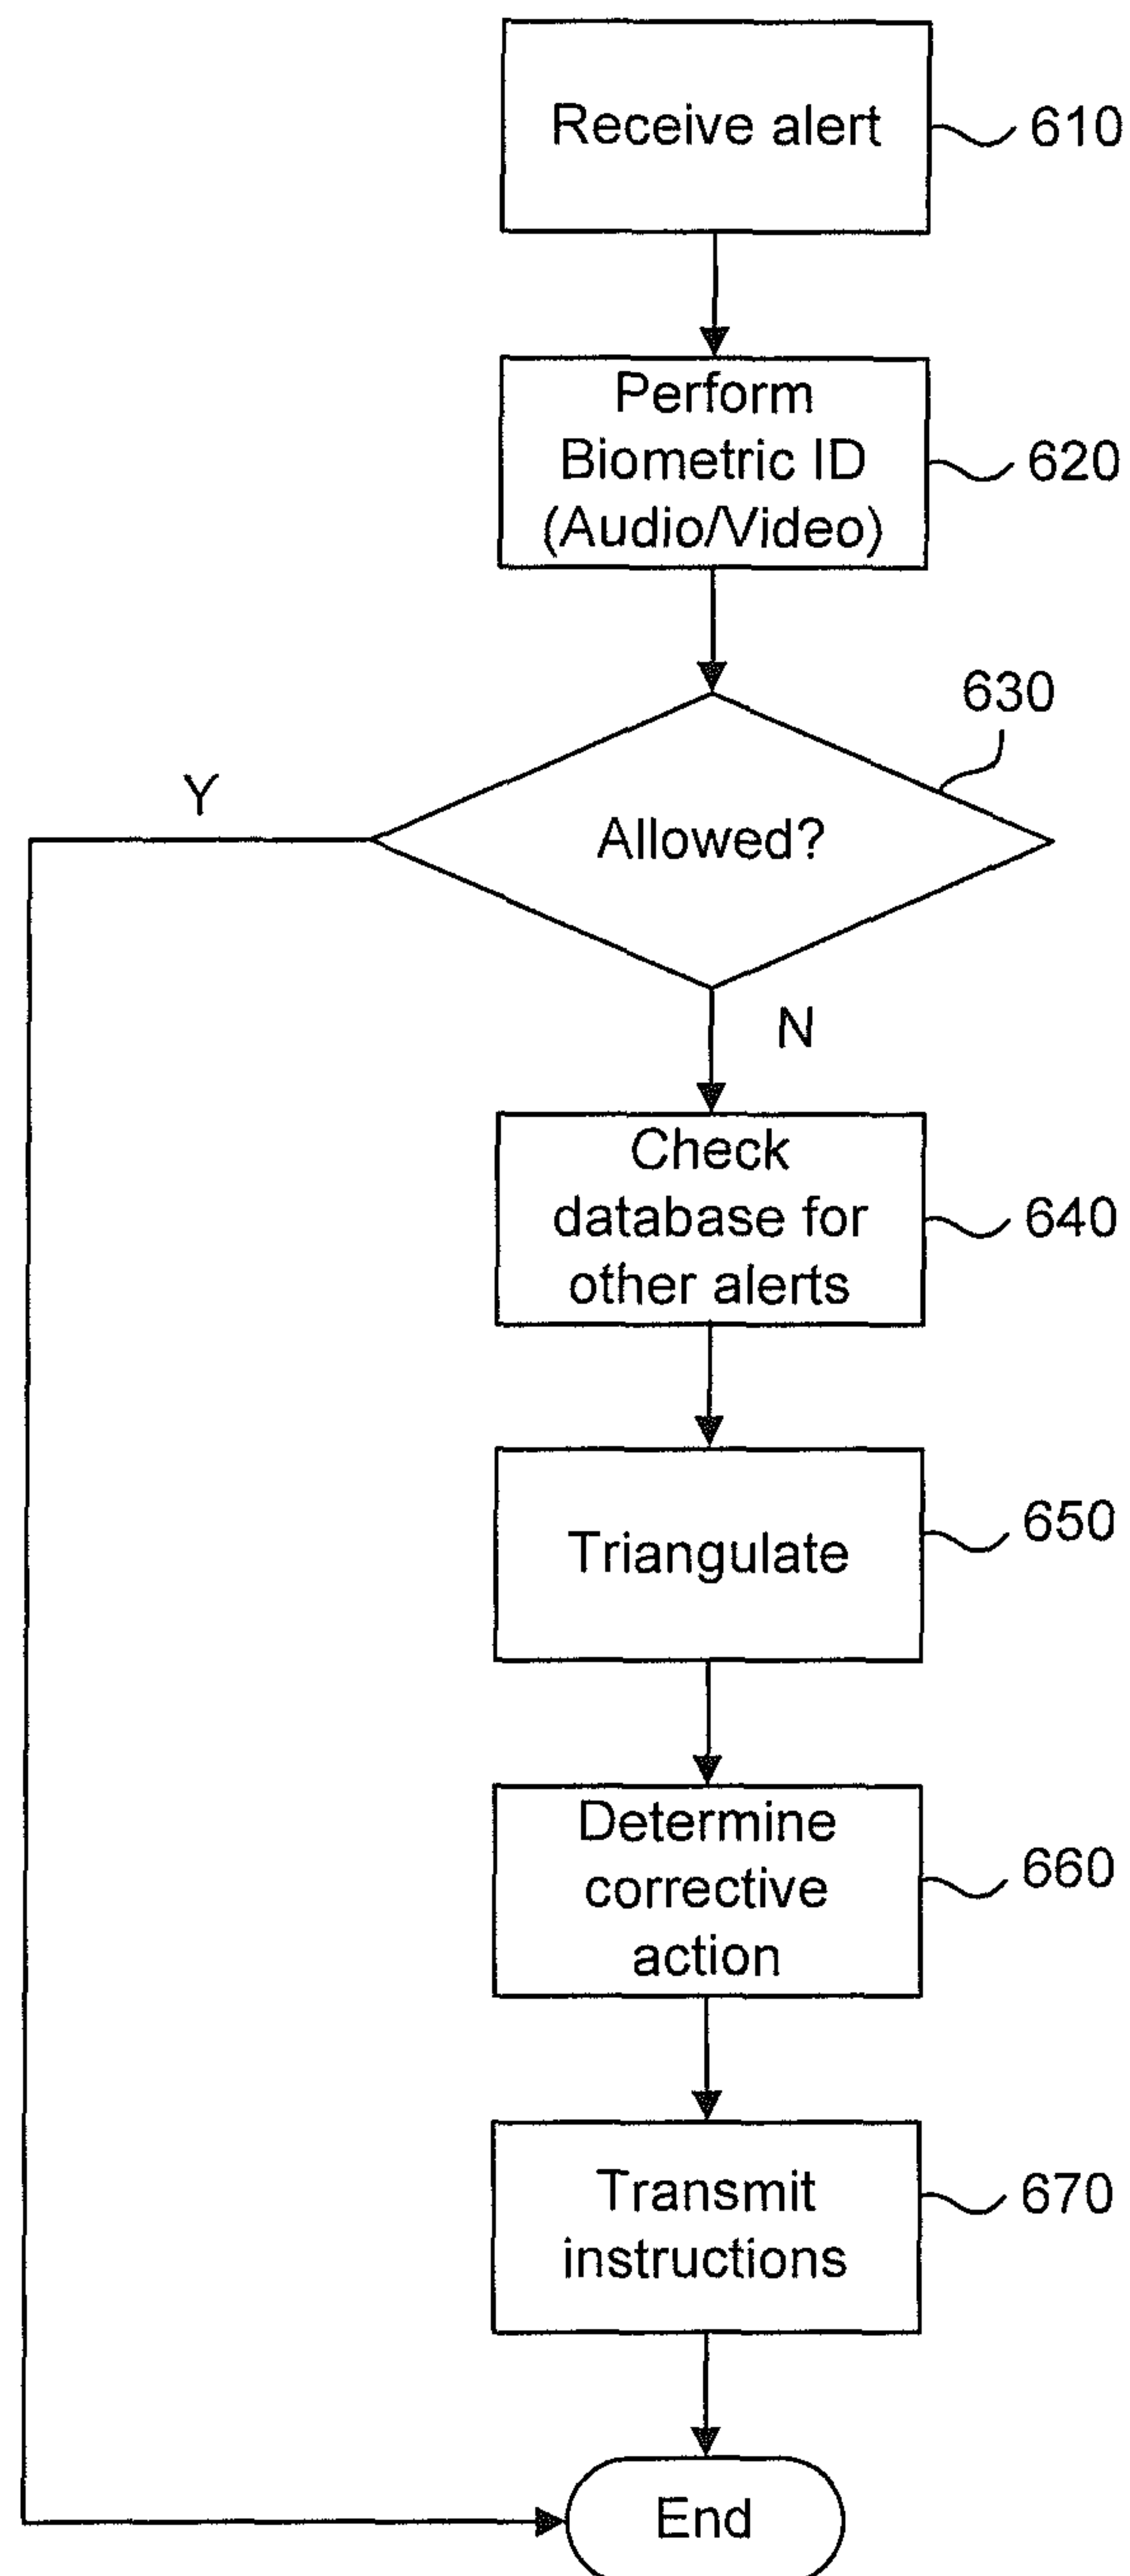 Receive alert
610
Perform
Biometric ID
(Audio/Video)
620
630
Y
Allowed?
N
Check
database for
other alerts
640
Triangulate
650
Determine
corrective
action
660
Transmit
instructions
670
End